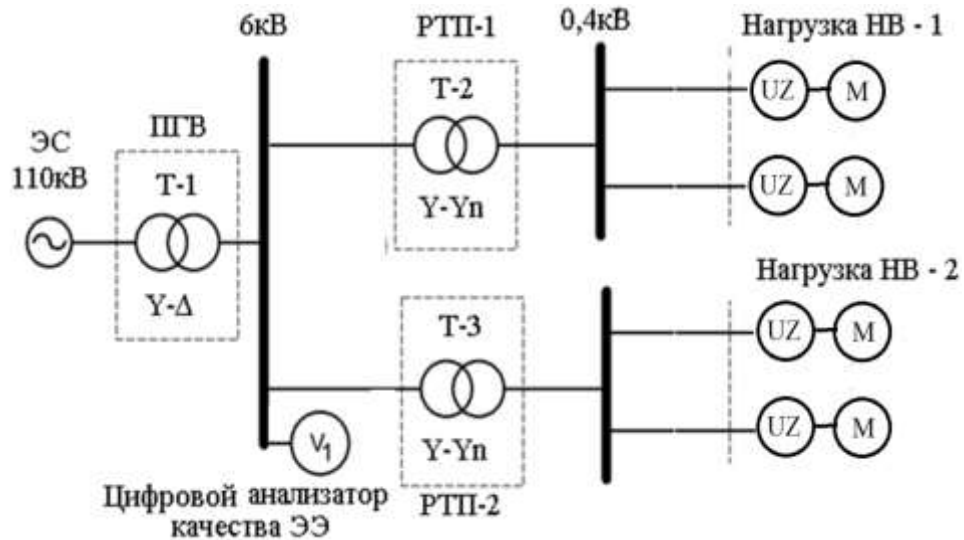 6кВ
РТП-1
0,4кВ
Нагрузка НВ - 1
ЭС
110кВ
ПГВ
Т-1
Y-Δ
Т-2
Y-Yn
UZ
М
UZ
М
Нагрузка НВ - 2
Т-3
Y-Yn
РТП-2
UZ
М
UZ
М
V1
Цифровой анализатор
качества ЭЭ